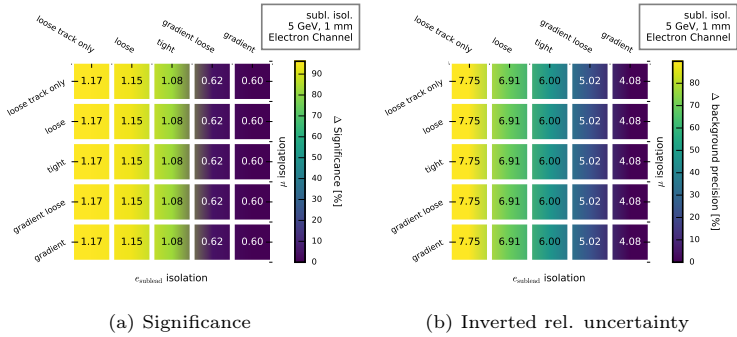 subl. isol.
5 GeV, 1 mm
Electron Channel
loose track only
loose
tight
gradient loose
gradient
loose track only 1.17 1.15 1.08 0.62 0.60
loose 1.17 1.15 1.08 0.62 0.60
tight 1.17 1.15 1.08 0.62 0.60
gradient loose 1.17 1.15 1.08 0.62 0.60
gradient 1.17 1.15 1.08 0.62 0.60
e_sublead isolation
μ isolation
90
80
70
60
50
40
30
20
10
0
Δ Significance [%]
(a) Significance
subl. isol.
5 GeV, 1 mm
Electron Channel
loose track only
loose
tight
gradient loose
gradient
loose track only 7.75 6.91 6.00 5.02 4.08
loose 7.75 6.91 6.00 5.02 4.08
tight 7.75 6.91 6.00 5.02 4.08
gradient loose 7.75 6.91 6.00 5.02 4.08
gradient 7.75 6.91 6.00 5.02 4.08
e_sublead isolation
μ isolation
80
70
60
50
40
30
20
10
0
Δ background precision [%]
(b) Inverted rel. uncertainty